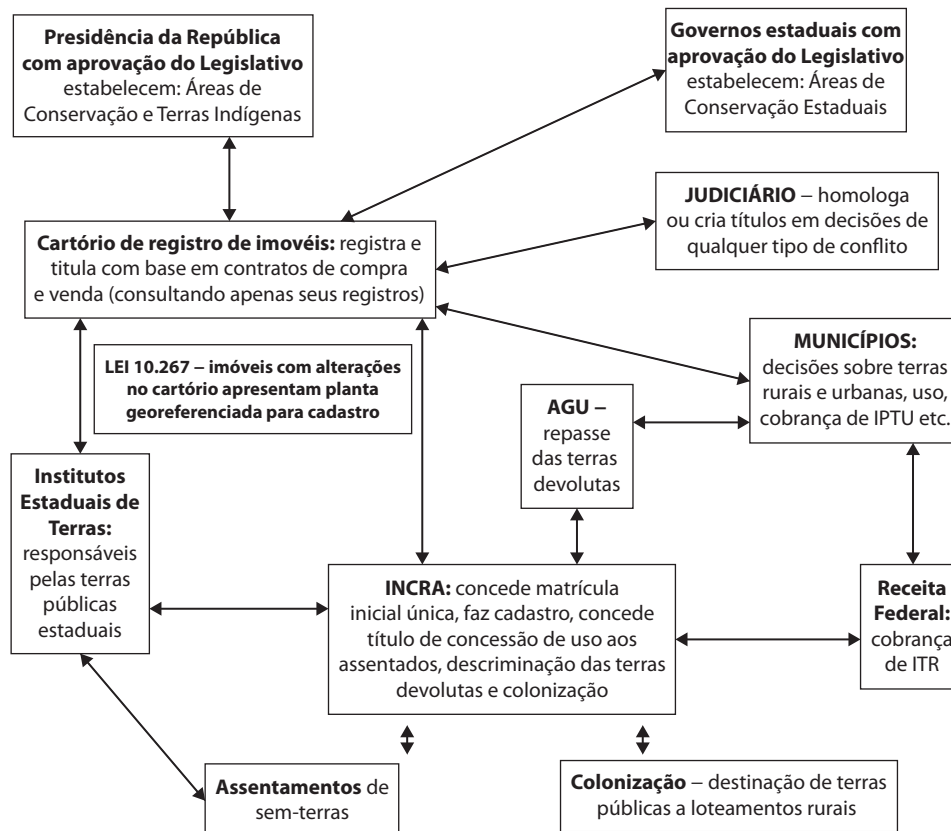 Presidência da República
com aprovação do Legislativo
estabelecem: Áreas de
Conservação e Terras Indígenas
Governos estaduais com
aprovação do Legislativo
estabelecem: Áreas de
Conservação Estaduais
JUDICIÁRIO – homologa
ou cria títulos em decisões de
qualquer tipo de conflito
Cartório de registro de imovéis: registra e
titula com base em contratos de compra
e venda (consultando apenas seus registros)
LEI 10.267 – imóveis com alterações
no cartório apresentam planta
georeferenciada para cadastro
MUNICÍPIOS:
decisões sobre terras
rurais e urbanas, uso,
cobrança de IPTU etc.
AGU –
repasse
das terras
devolutas
Institutos
Estaduais de
Terras:
responsáveis
pelas terras
públicas
estaduais
INCRA: concede matrícula
inicial única, faz cadastro, concede
título de concessão de uso aos
assentados, descriminação das terras
devolutas e colonização
Receita
Federal:
cobrança
de ITR
Assentamentos de
sem-terras
Colonização – destinação de terras
públicas a loteamentos rurais